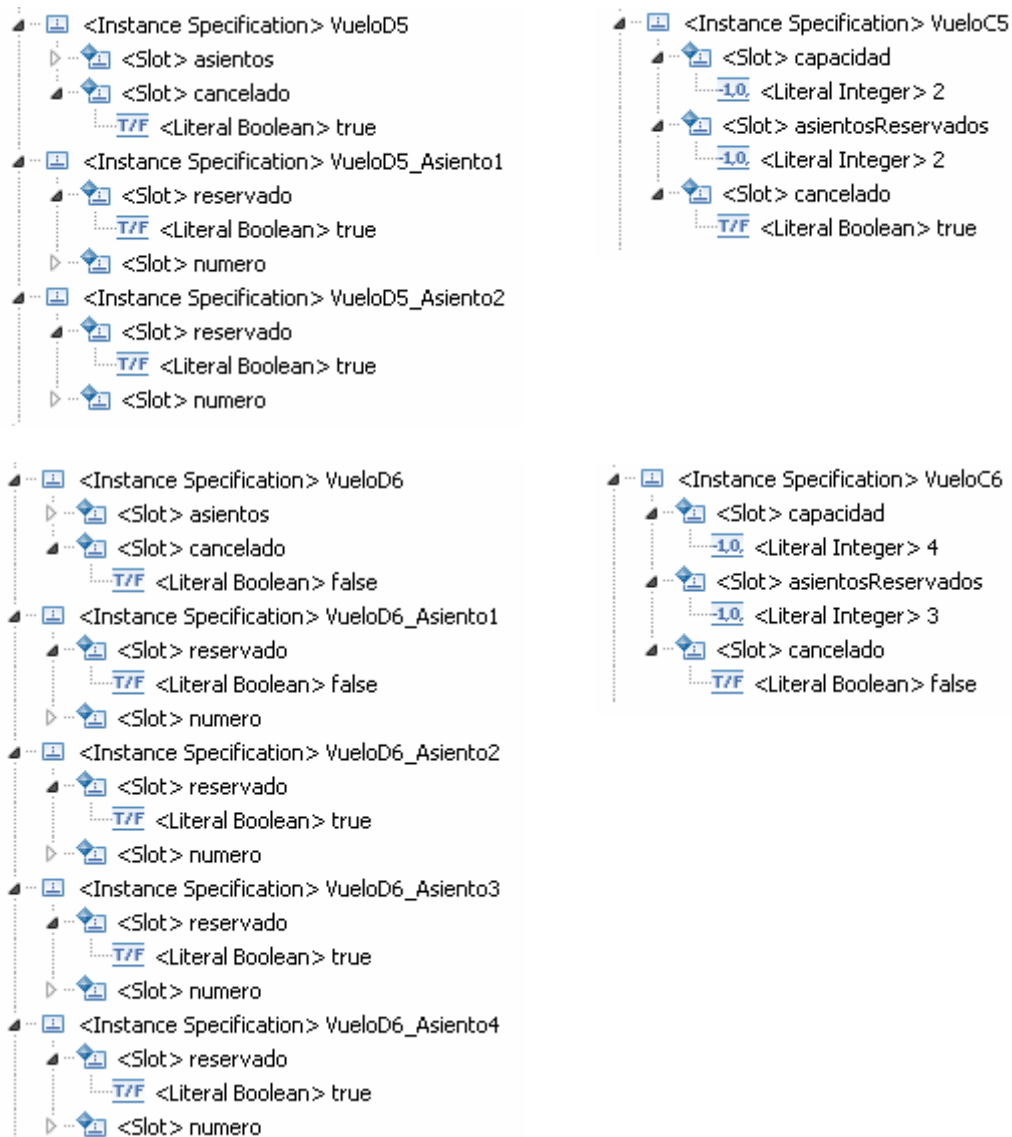 <Instance Specification> VueloD5
<Slot> asientos
<Slot> cancelado
T/F <Literal Boolean> true
<Instance Specification> VueloD5_Asiento1
<Slot> reservado
T/F <Literal Boolean> true
<Slot> numero
<Instance Specification> VueloD5_Asiento2
<Slot> reservado
T/F <Literal Boolean> true
<Slot> numero
<Instance Specification> VueloC5
<Slot> capacidad
-1,0, <Literal Integer> 2
<Slot> asientosReservados
-1,0, <Literal Integer> 2
<Slot> cancelado
T/F <Literal Boolean> true
<Instance Specification> VueloD6
<Slot> asientos
<Slot> cancelado
T/F <Literal Boolean> false
<Instance Specification> VueloD6_Asiento1
<Slot> reservado
T/F <Literal Boolean> false
<Slot> numero
<Instance Specification> VueloD6_Asiento2
<Slot> reservado
T/F <Literal Boolean> true
<Slot> numero
<Instance Specification> VueloD6_Asiento3
<Slot> reservado
T/F <Literal Boolean> true
<Slot> numero
<Instance Specification> VueloD6_Asiento4
<Slot> reservado
T/F <Literal Boolean> true
<Slot> numero
<Instance Specification> VueloC6
<Slot> capacidad
-1,0, <Literal Integer> 4
<Slot> asientosReservados
-1,0, <Literal Integer> 3
<Slot> cancelado
T/F <Literal Boolean> false